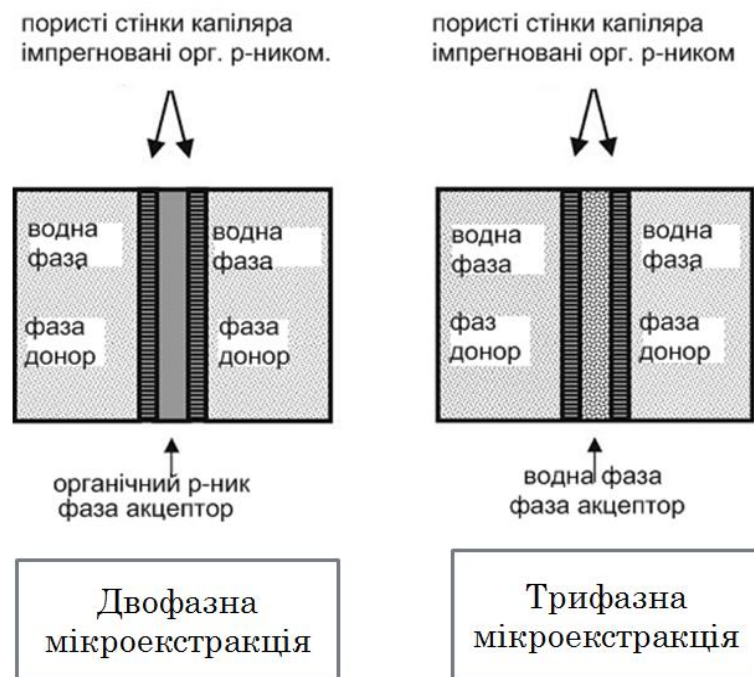 пористі стінки капіляра
імпрегновані орг. р-ником.
водна
фаза
водна
фаза
фаза
донор
фаза
донор
органічний р-ник
фаза акцептор
Двофазна
мікроекстракція
пористі стінки капіляра
імпрегновані орг. р-ником
водна
фаза
водна
фаза
фаз
донор
фаза
донор
водна фаза
фаза акцептор
Трифазна
мікроекстракція